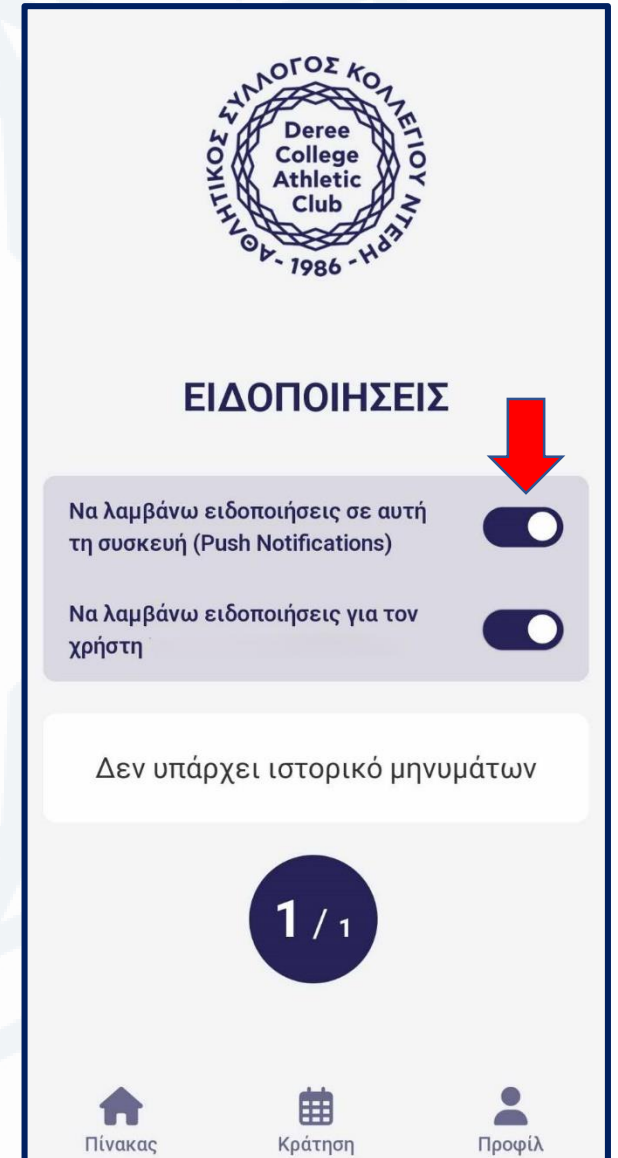 ΑΘΛΗΤΙΚΟΣ ΣΥΛΛΟΓΟΣ ΚΟΛΛΕΓΙΟΥ ΝΤΕΡΗ
- 1986 -
Deree
College
Athletic
Club
ΕΙΔΟΠΟΙΗΣΕΙΣ
Να λαμβάνω ειδοποιήσεις σε αυτή
τη συσκευή (Push Notifications)
Να λαμβάνω ειδοποιήσεις για τον
χρήστη
Δεν υπάρχει ιστορικό μηνυμάτων
1 / 1
Πίνακας
Κράτηση
Προφίλ